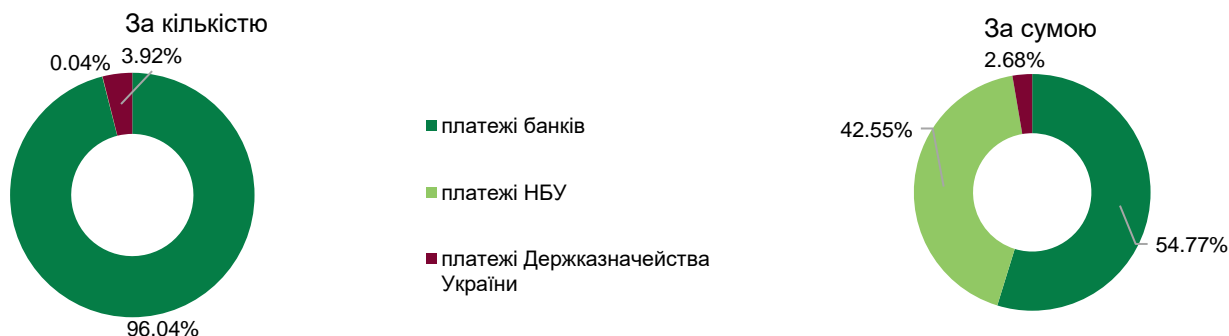 За кількістю
0.04%
3.92%
96.04%
платежі банків
платежі НБУ
платежі Держказначейства
України
За сумою
2.68%
42.55%
54.77%